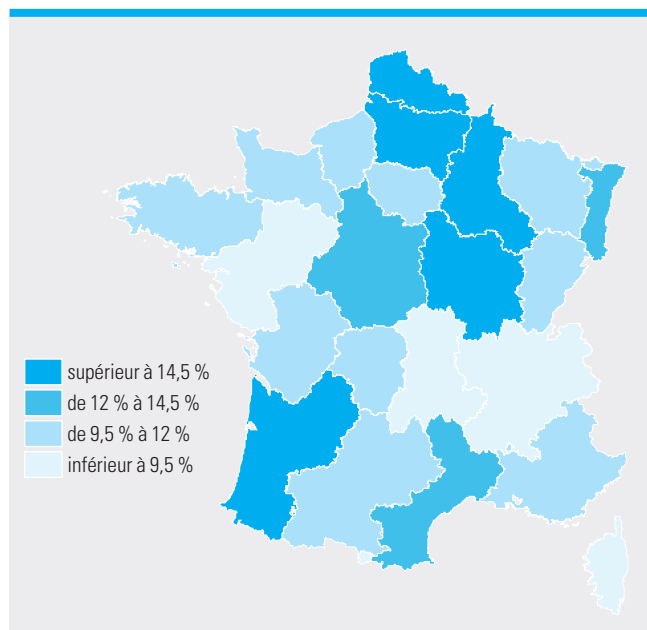 supérieur à 14,5 %
de 12 % à 14,5 %
de 9,5 % à 12 %
inférieur à 9,5 %